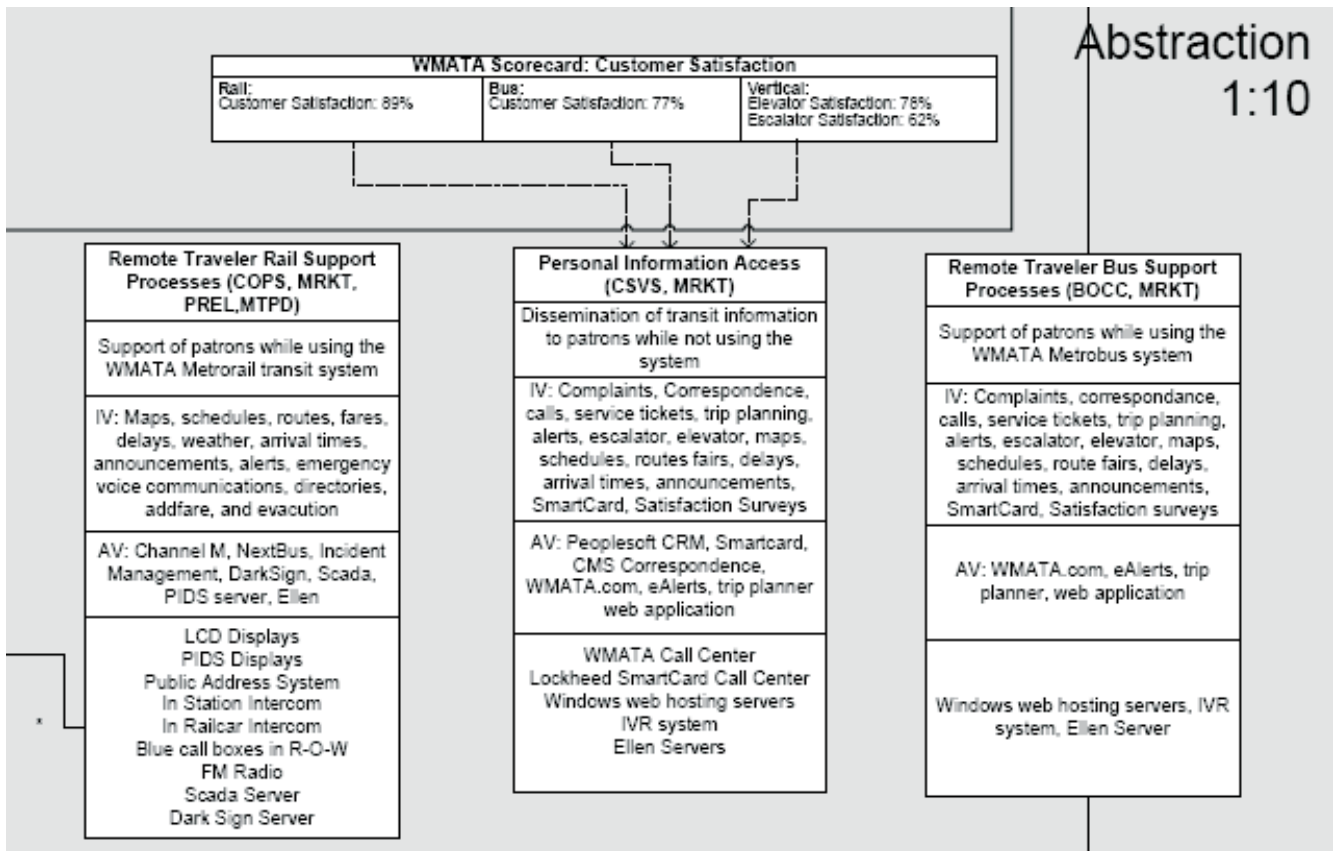 Abstraction
1:10
WMATA Scorecard: Customer Satisfaction
Rail:
Customer Satisfaction: 89%
Bus:
Customer Satisfaction: 77%
Vertical:
Elevator Satisfaction: 78%
Escalator Satisfaction: 62%
Remote Traveler Rail Support
Processes (COPS, MRKT,
PREL,MTPD)
Support of patrons while using the
WMATA Metrorail transit system
IV: Maps, schedules, routes, fares,
delays, weather, arrival times,
announcements, alerts, emergency
voice communications, directories,
addfare, and evacution
AV: Channel M, NextBus, Incident
Management, DarkSign, Scada,
PIDS server, Ellen
LCD Displays
PIDS Displays
Public Address System
In Station Intercom
In Railcar Intercom
Blue call boxes in R-O-W
FM Radio
Scada Server
Dark Sign Server
*
Personal Information Access
(CSVS, MRKT)
Dissemination of transit information
to patrons while not using the
system
IV: Complaints, Correspondence,
calls, service tickets, trip planning,
alerts, escalator, elevator, maps,
schedules, routes fairs, delays,
arrival times, announcements,
SmartCard, Satisfaction Surveys
AV: Peoplesoft CRM, Smartcard,
CMS Correspondence,
WMATA.com, eAlerts, trip planner
web application
WMATA Call Center
Lockheed SmartCard Call Center
Windows web hosting servers
IVR system
Ellen Servers
Remote Traveler Bus Support
Processes (BOCC, MRKT)
Support of patrons while using the
WMATA Metrobus system
IV: Complaints, correspondance,
calls, service tickets, trip planning,
alerts, escalator, elevator, maps,
schedules, route fairs, delays,
arrival times, announcements,
SmartCard, Satisfaction surveys
AV: WMATA.com, eAlerts, trip
planner, web application
Windows web hosting servers, IVR
system, Ellen Server